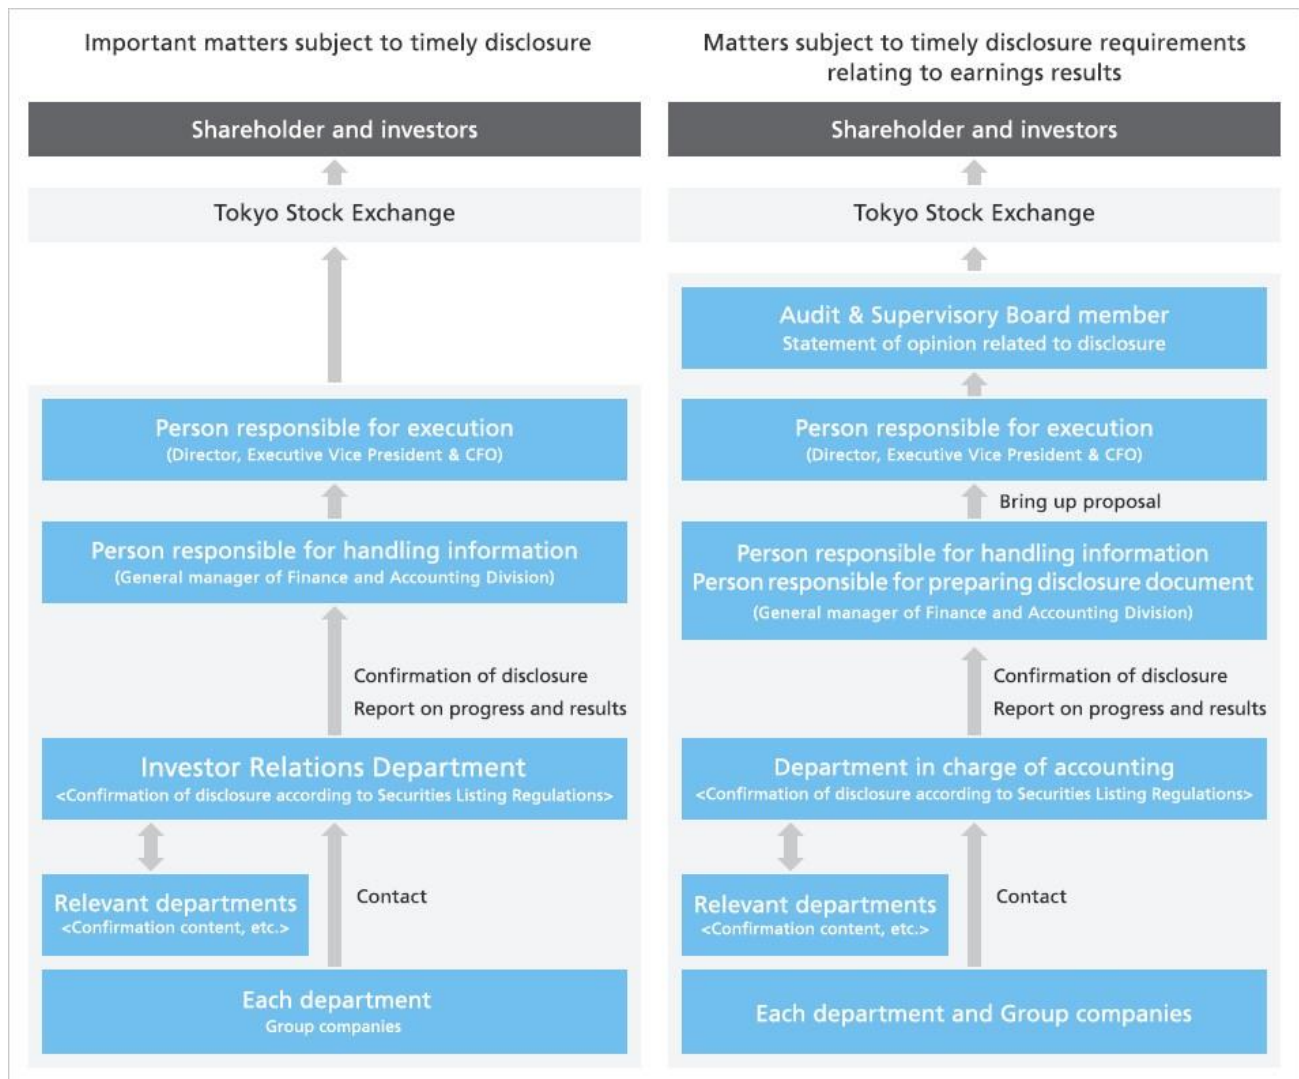 Important matters subject to timely disclosure
Shareholder and investors
Tokyo Stock Exchange
Person responsible for execution
(Director, Executive Vice President & CFO)
Person responsible for handling information
(General manager of Finance and Accounting Division)
Confirmation of disclosure
Report on progress and results
Investor Relations Department
<Confirmation of disclosure according to Securities Listing Regulations>
Relevant departments
<Confirmation content, etc.>
Contact
Each department
Group companies
Matters subject to timely disclosure requirements
relating to earnings results
Shareholder and investors
Tokyo Stock Exchange
Audit & Supervisory Board member
Statement of opinion related to disclosure
Person responsible for execution
(Director, Executive Vice President & CFO)
Bring up proposal
Person responsible for handling information
Person responsible for preparing disclosure document
(General manager of Finance and Accounting Division)
Confirmation of disclosure
Report on progress and results
Department in charge of accounting
<Confirmation of disclosure according to Securities Listing Regulations>
Relevant departments
<Confirmation content, etc.>
Contact
Each department and Group companies